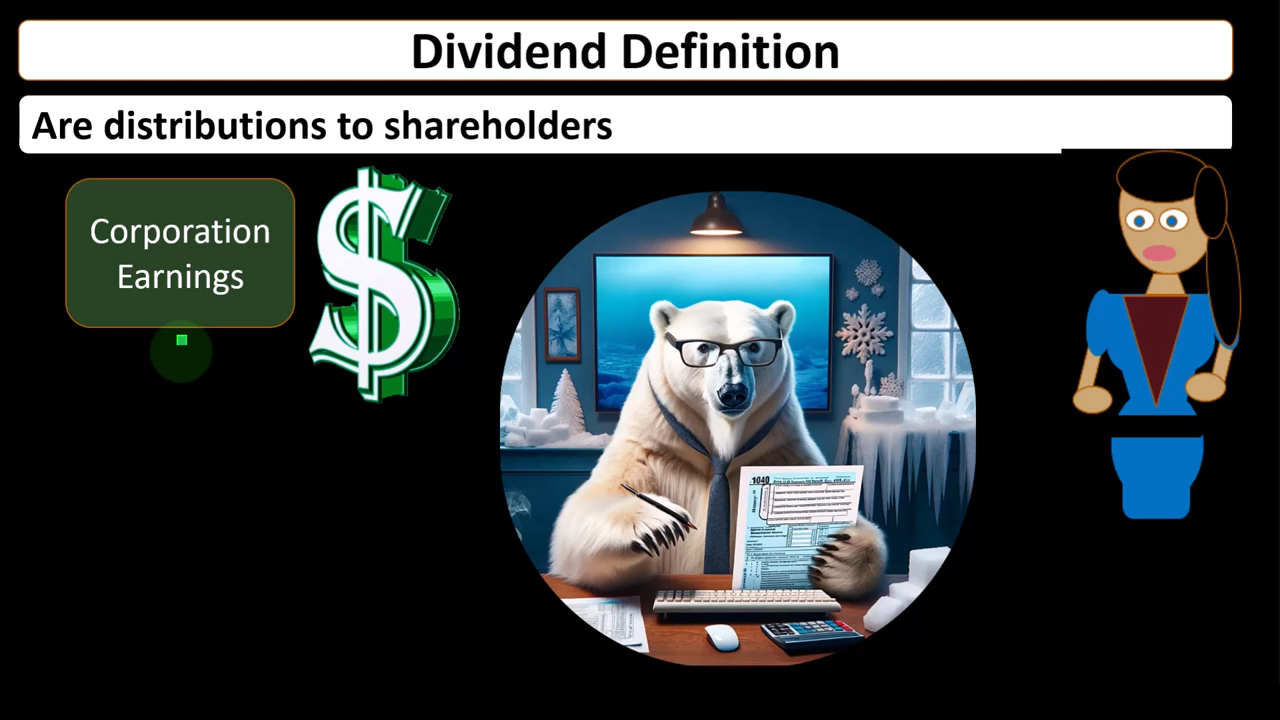 Dividend Definition
Are distributions to shareholders
Corporation
Earnings
$
1040